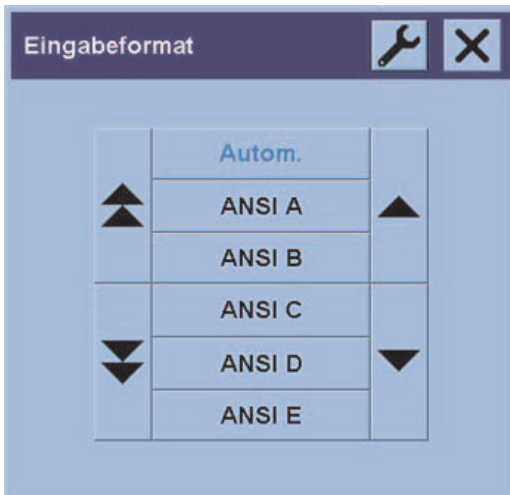 Eingabeformat
Autom.
ANSI A
ANSI B
ANSI C
ANSI D
ANSI E